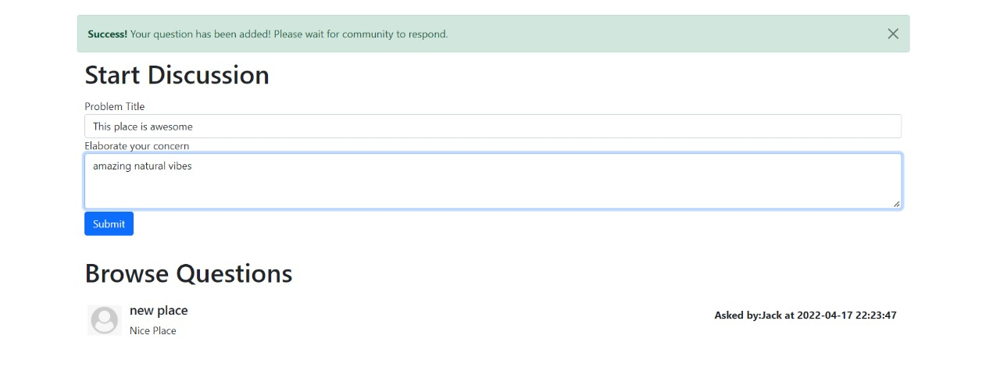 Success! Your question has been added! Please wait for community to respond.
Start Discussion
Problem Title
This place is awesome
Elaborate your concern
amazing natural vibes
Submit
Browse Questions
new place
Asked by:Jack at 2022-04-17 22:23:47
Nice Place